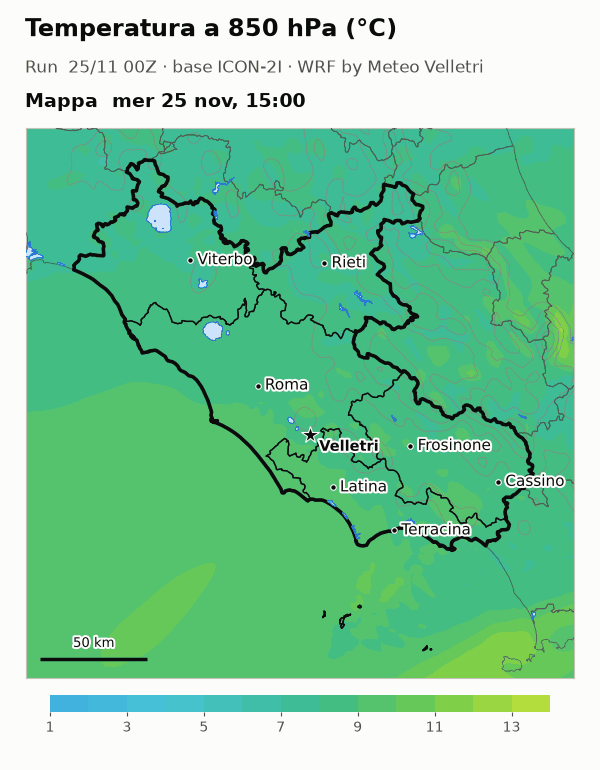 Temperatura a 850 hPa (°C)
Run  25/11 00Z · base ICON-2I · WRF by Meteo Velletri
Mappa  mer 25 nov, 15:00
Viterbo
Rieti
Roma
Velletri
Frosinone
Cassino
Latina
Terracina
50 km
1 3 5 7 9 11 13